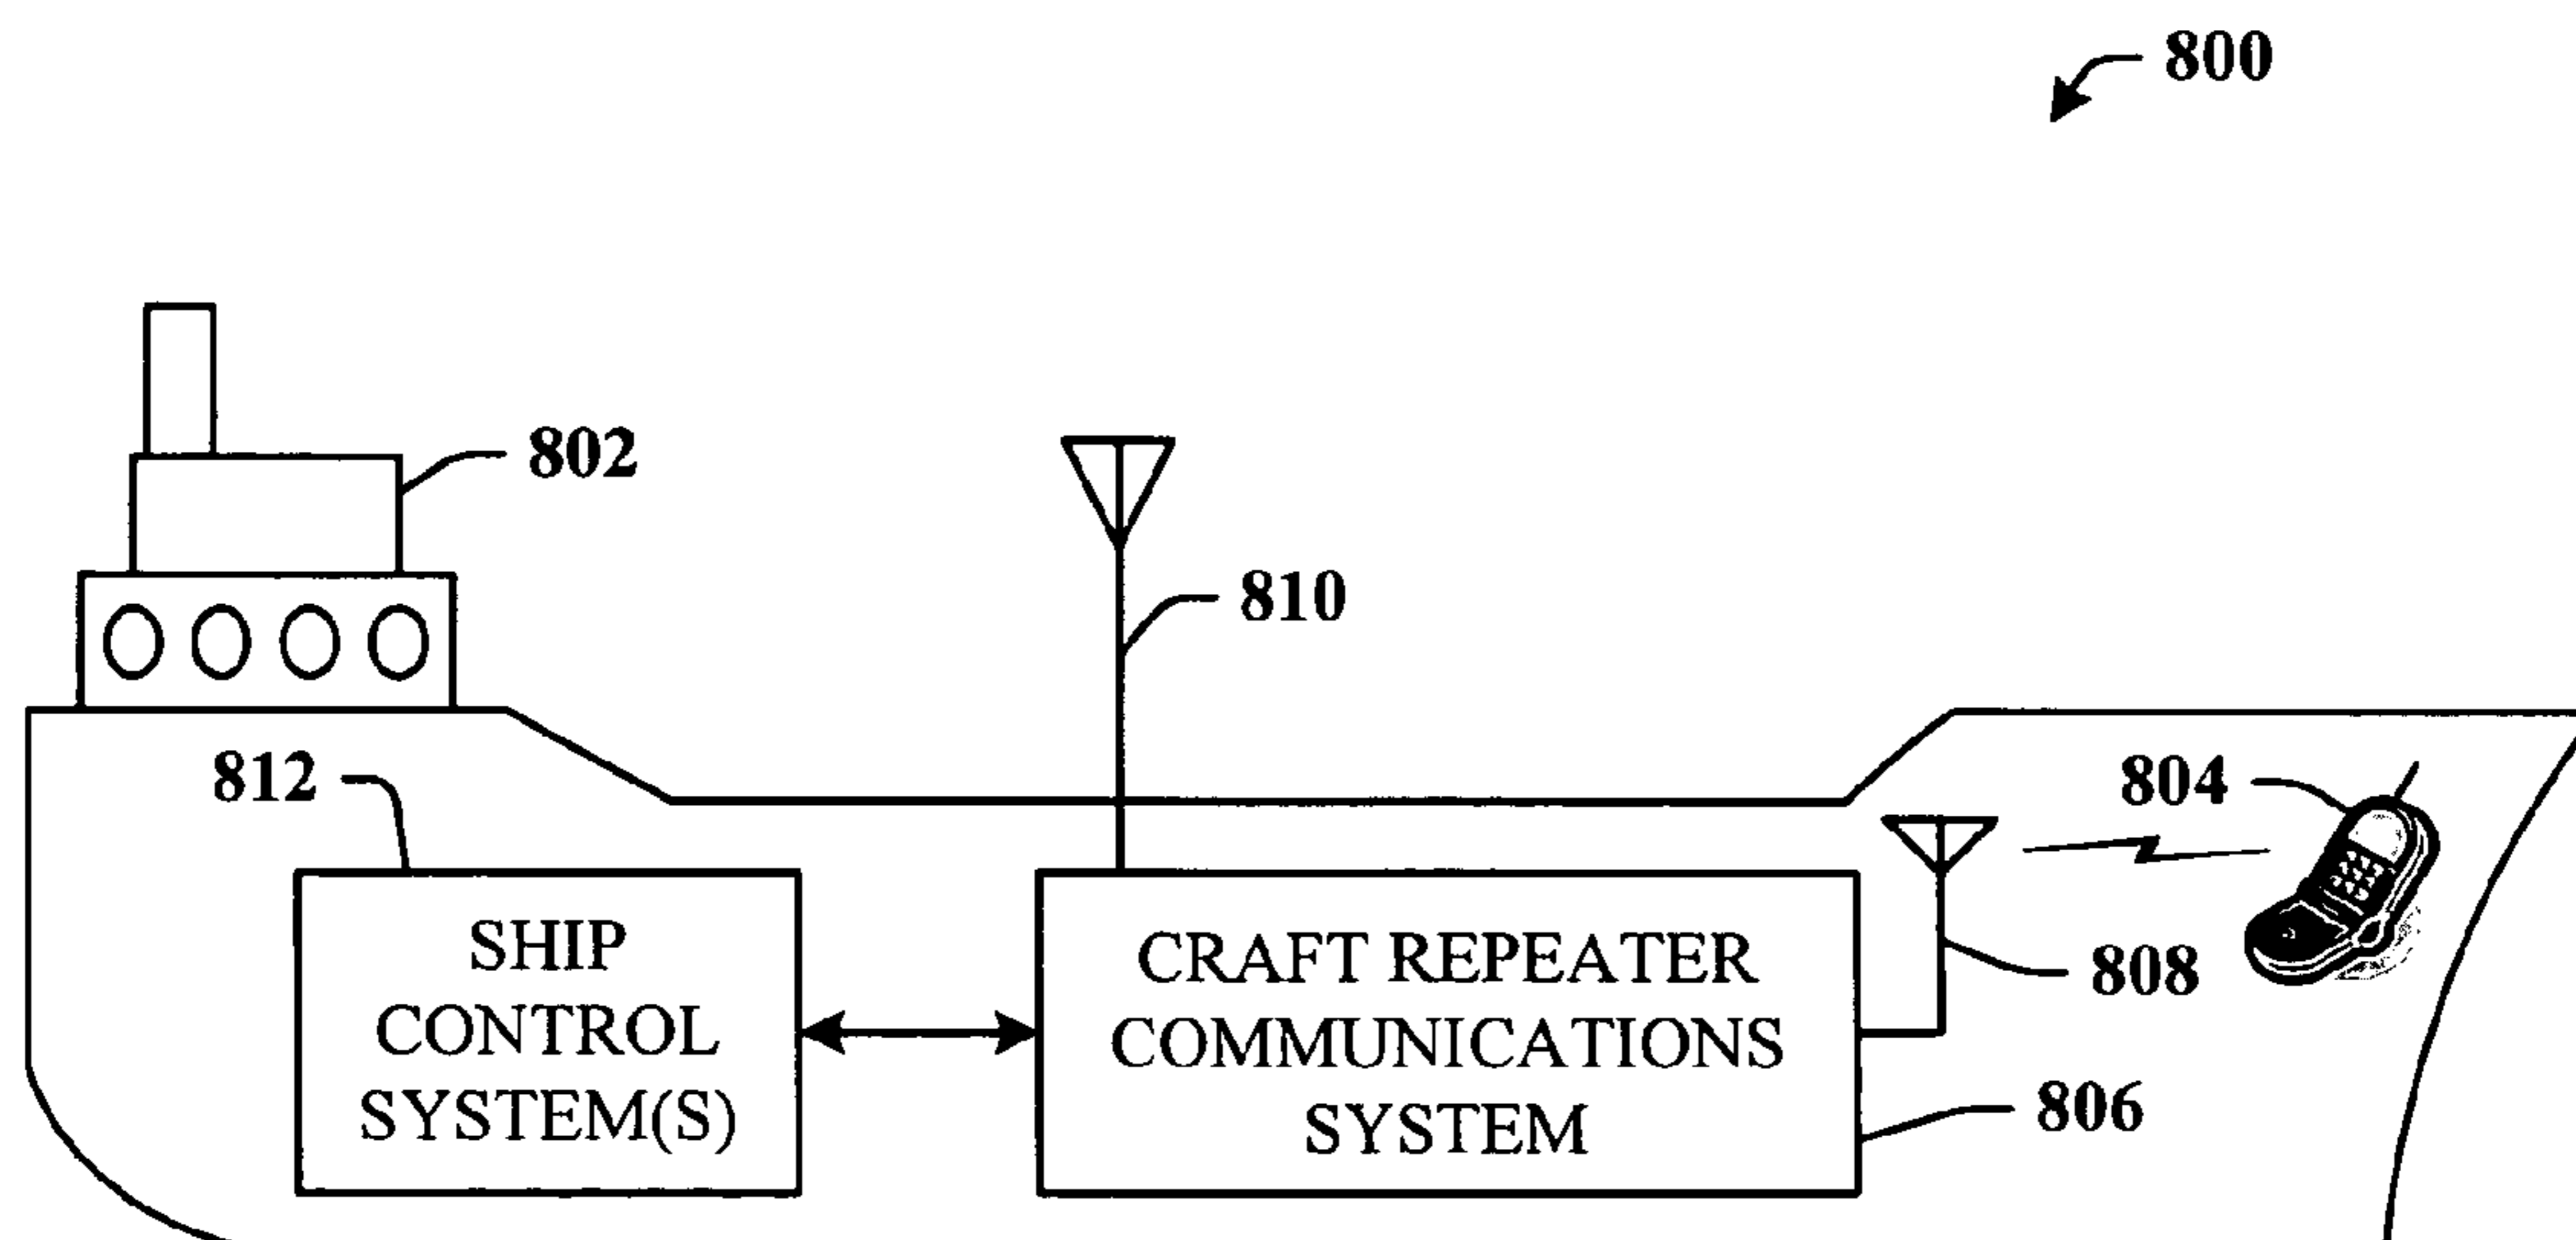 800
802
810
812
804
SHIP
CONTROL
SYSTEM(S)
CRAFT REPEATER
COMMUNICATIONS
SYSTEM
808
806